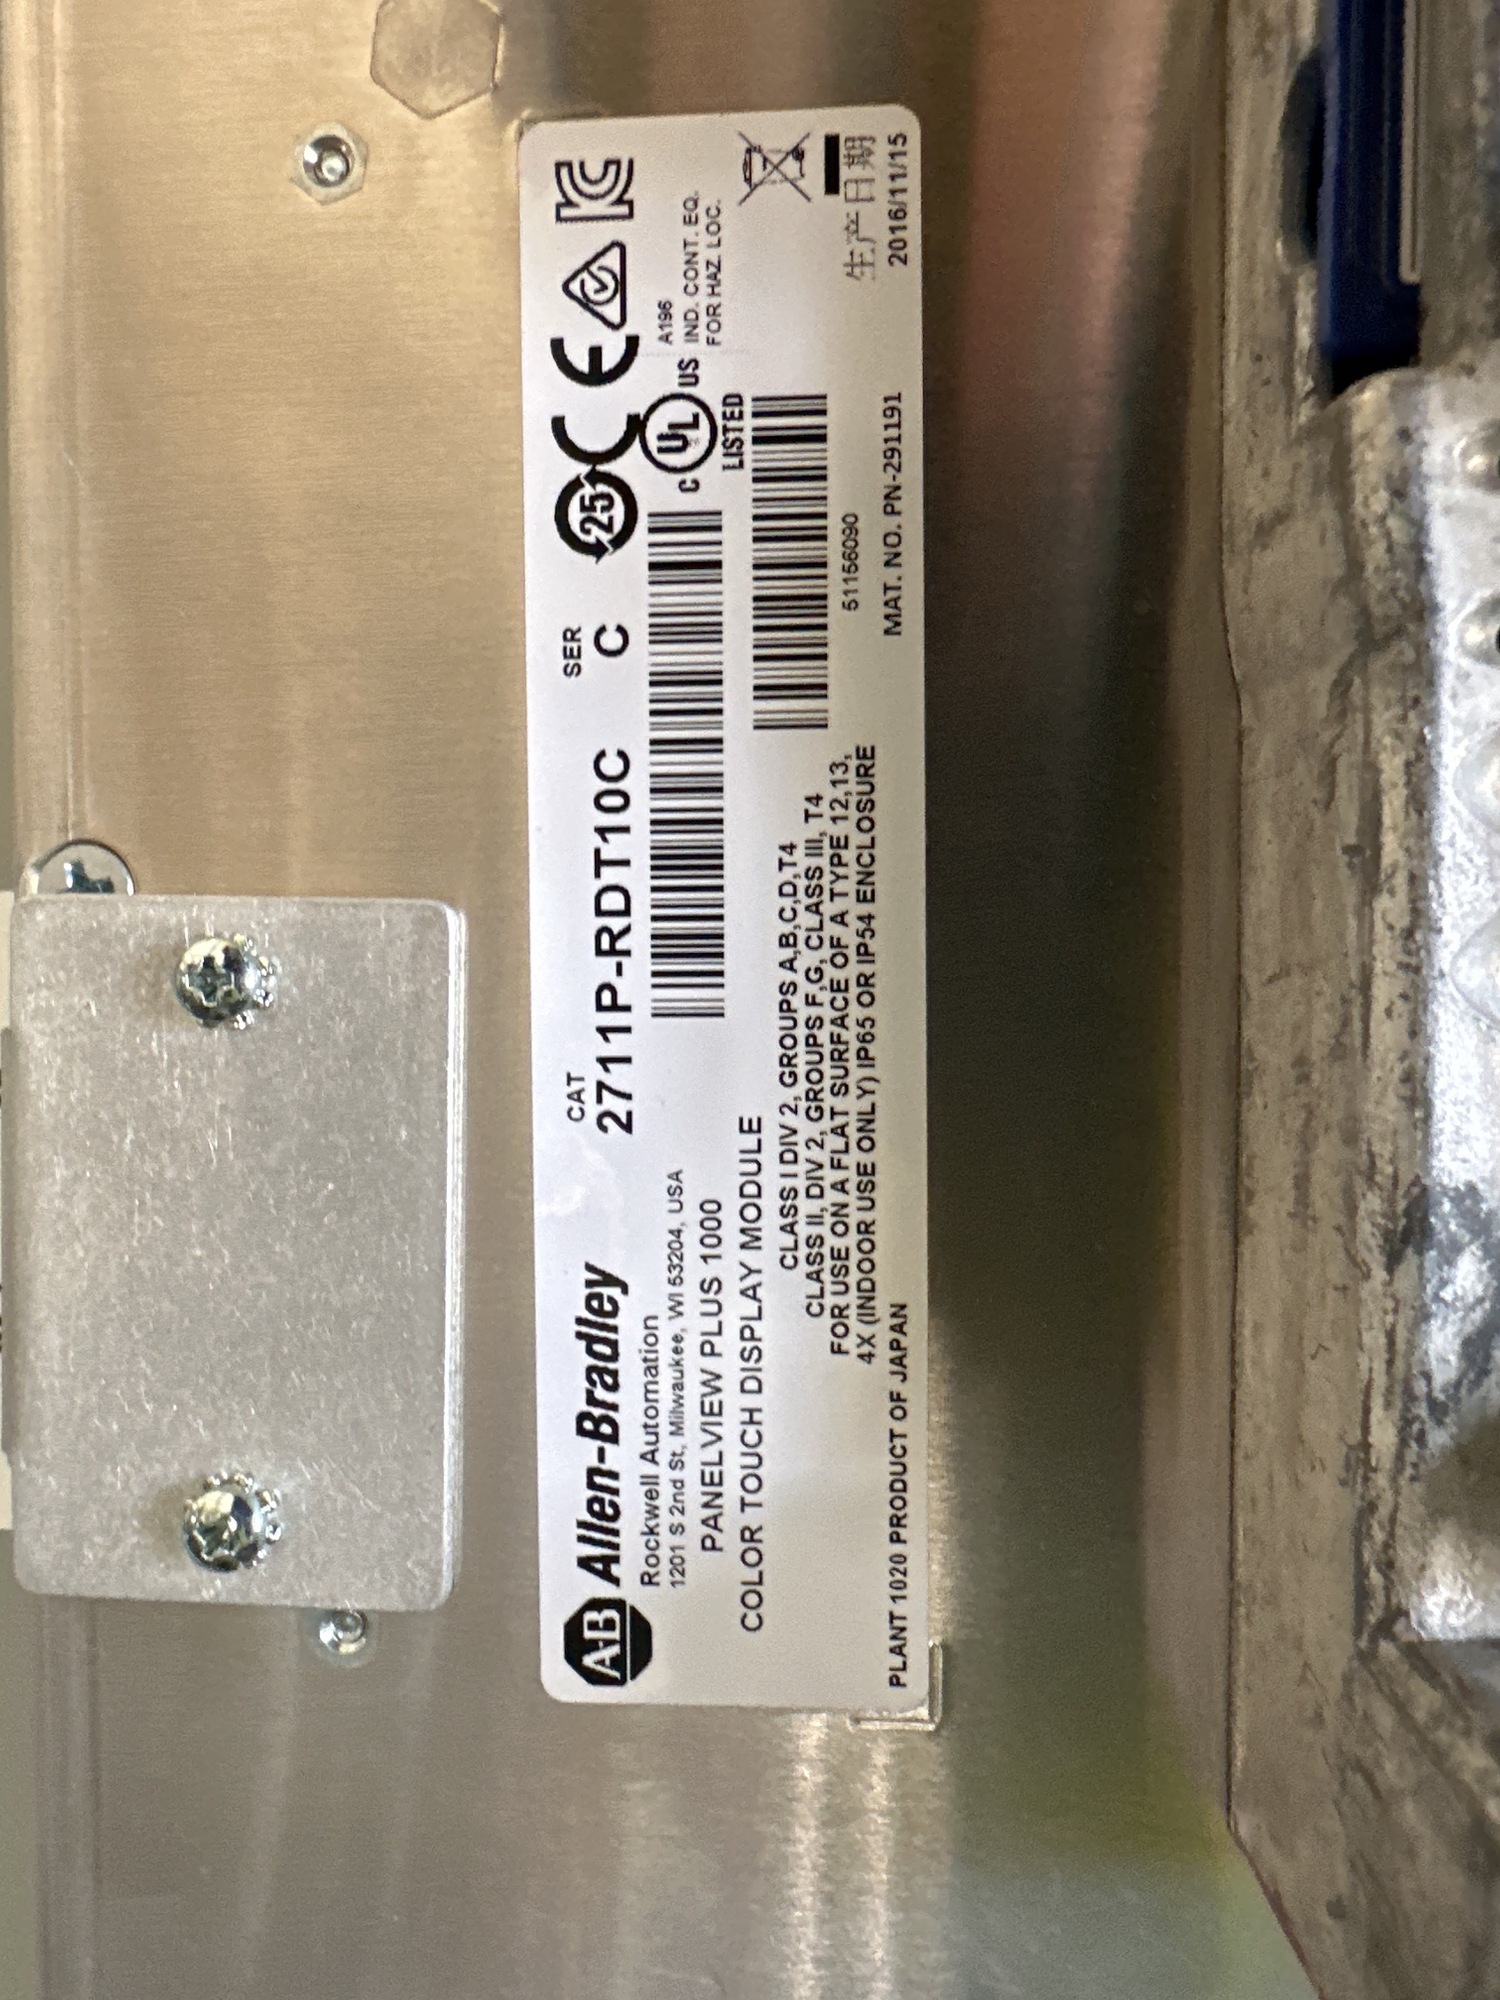 AB Allen-Bradley
Rockwell Automation
1201 S 2nd St, Milwaukee, WI 53204, USA
PANELVIEW PLUS 1000
COLOR TOUCH DISPLAY MODULE
CAT
2711P-RDT10C
SER
C
25
CE
KC
C UL US
LISTED
A196
IND. CONT. EQ.
FOR HAZ. LOC.
CLASS I DIV 2, GROUPS A,B,C,D,T4
CLASS II, DIV 2, GROUPS F,G, CLASS III, T4
FOR USE ON A FLAT SURFACE OF A TYPE 12,13,
4X (INDOOR USE ONLY) IP65 OR IP54 ENCLOSURE
51156090
生产日期
PLANT 1020 PRODUCT OF JAPAN
MAT. NO. PN-291191
2016/11/15